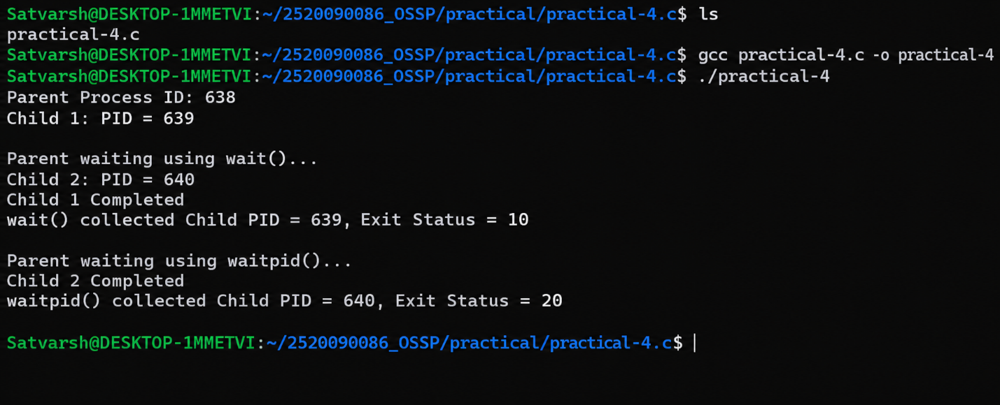 Satvarsh@DESKTOP-1MMETVI:~/2520090086_OSSP/practical/practical-4.c$ ls
practical-4.c
Satvarsh@DESKTOP-1MMETVI:~/2520090086_OSSP/practical/practical-4.c$ gcc practical-4.c -o practical-4
Satvarsh@DESKTOP-1MMETVI:~/2520090086_OSSP/practical/practical-4.c$ ./practical-4
Parent Process ID: 638
Child 1: PID = 639
Parent waiting using wait()...
Child 2: PID = 640
Child 1 Completed
wait() collected Child PID = 639, Exit Status = 10
Parent waiting using waitpid()...
Child 2 Completed
waitpid() collected Child PID = 640, Exit Status = 20
Satvarsh@DESKTOP-1MMETVI:~/2520090086_OSSP/practical/practical-4.c$